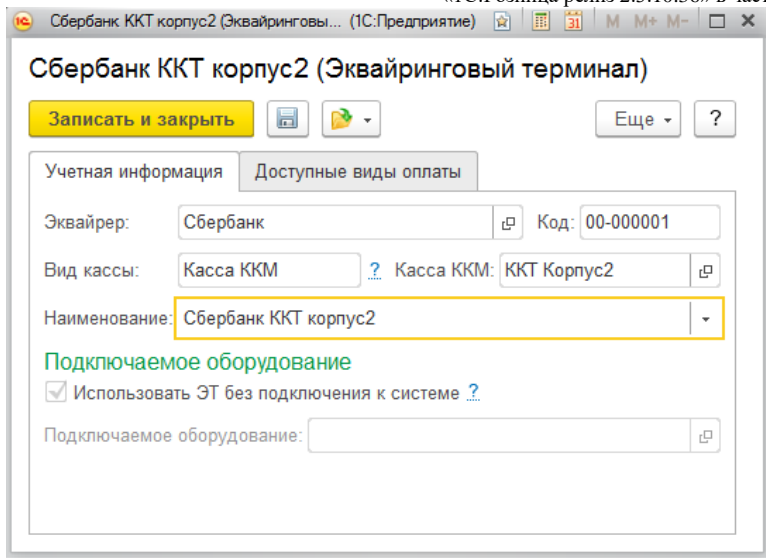 Сбербанк ККТ корпус2 (Эквайринговы... (1С:Предприятие) 31 M M+ M-
Сбербанк ККТ корпус2 (Эквайринговый терминал)
Записать и закрыть Еще ?
Учетная информация Доступные виды оплаты
Эквайрер: Сбербанк Код: 00-000001
Вид кассы: Касса ККМ ? Касса ККМ: ККТ Корпус2
Наименование: Сбербанк ККТ корпус2
Подключаемое оборудование
Использовать ЭТ без подключения к системе ?
Подключаемое оборудование: